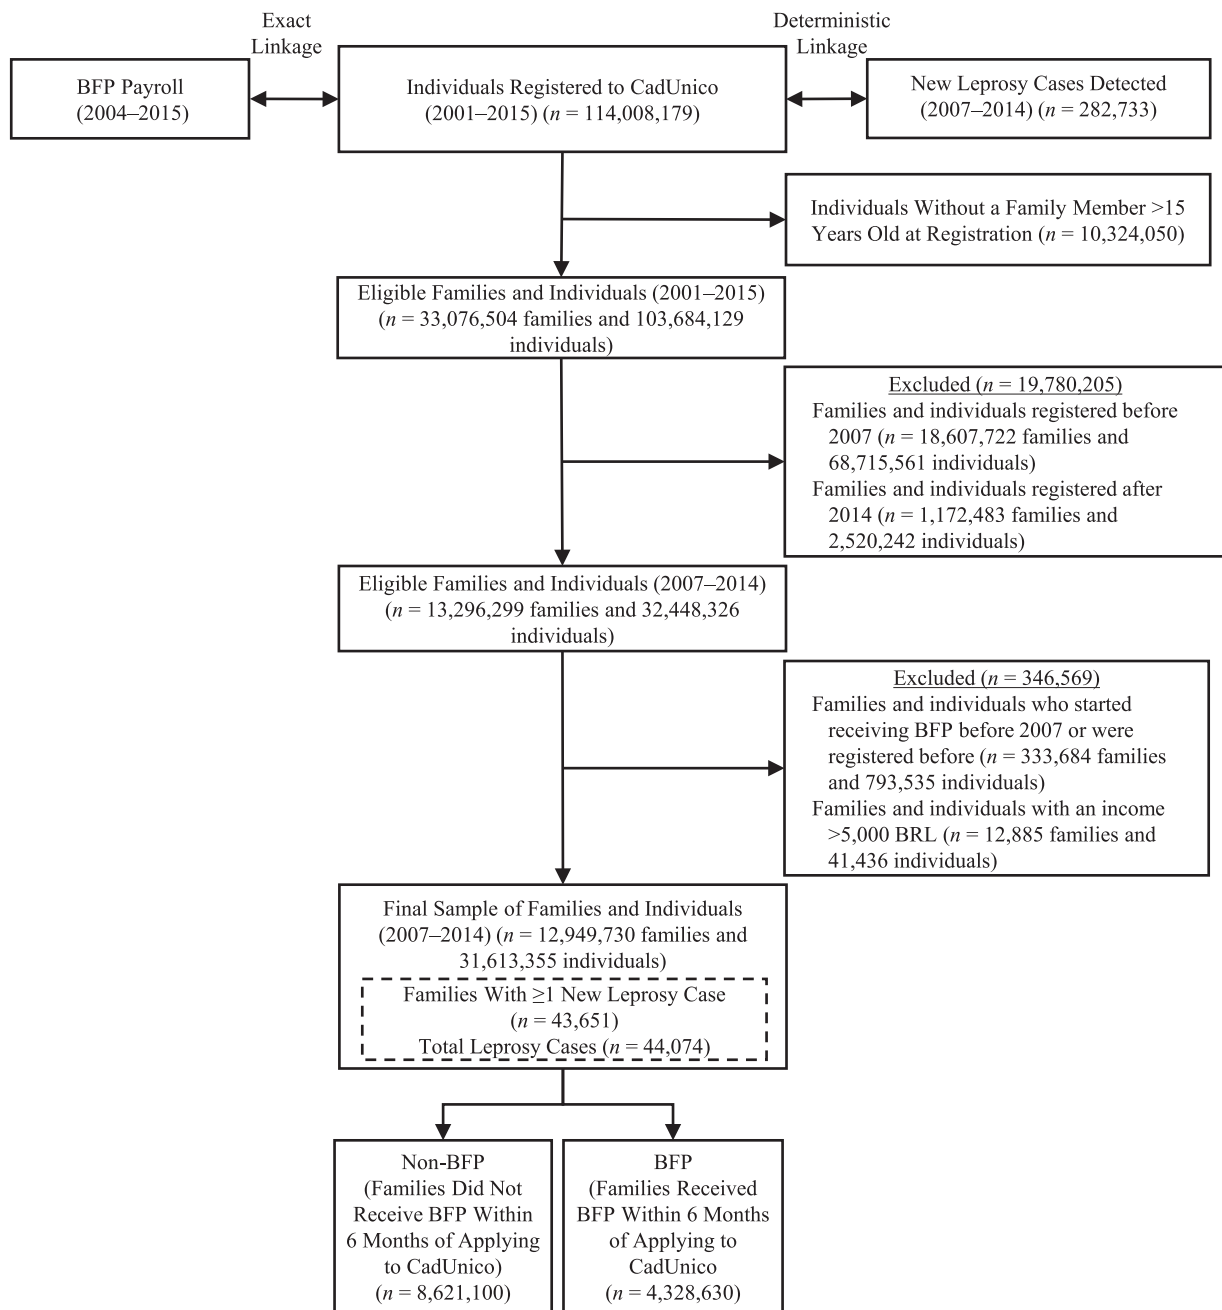 Exact
Linkage
Deterministic
Linkage
BFP Payroll
(2004–2015)
Individuals Registered to CadUnico
(2001–2015) (n = 114,008,179)
New Leprosy Cases Detected
(2007–2014) (n = 282,733)
Individuals Without a Family Member >15
Years Old at Registration (n = 10,324,050)
Eligible Families and Individuals (2001–2015)
(n = 33,076,504 families and 103,684,129
individuals)
Excluded (n = 19,780,205)
Families and individuals registered before
2007 (n = 18,607,722 families and
68,715,561 individuals)
Families and individuals registered after
2014 (n = 1,172,483 families and
2,520,242 individuals)
Eligible Families and Individuals (2007–2014)
(n = 13,296,299 families and 32,448,326
individuals)
Excluded (n = 346,569)
Families and individuals who started
receiving BFP before 2007 or were
registered before (n = 333,684 families
and 793,535 individuals)
Families and individuals with an income
>5,000 BRL (n = 12,885 families and
41,436 individuals)
Final Sample of Families and Individuals
(2007–2014) (n = 12,949,730 families and
31,613,355 individuals)
Families With ≥1 New Leprosy Case
(n = 43,651)
Total Leprosy Cases (n = 44,074)
Non-BFP
(Families Did Not
Receive BFP Within
6 Months of Applying
to CadUnico)
(n = 8,621,100)
BFP
(Families Received
BFP Within 6 Months
of Applying to
CadUnico
(n = 4,328,630)